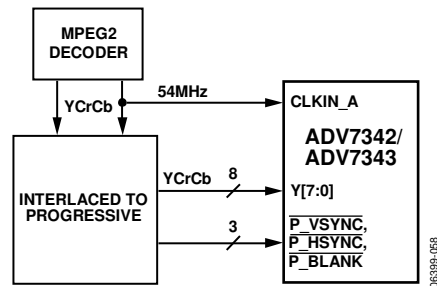 MPEG2
DECODER
YCrCb
54MHz
CLKIN_A
ADV7342/
ADV7343
INTERLACED TO
PROGRESSIVE
YCrCb
8
Y[7:0]
3
P_VSYNC,
P_HSYNC,
P_BLANK
06399-058